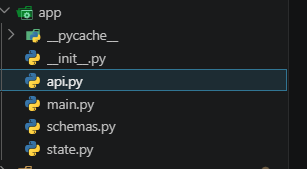 app
__pycache__
__init__.py
api.py
main.py
schemas.py
state.py